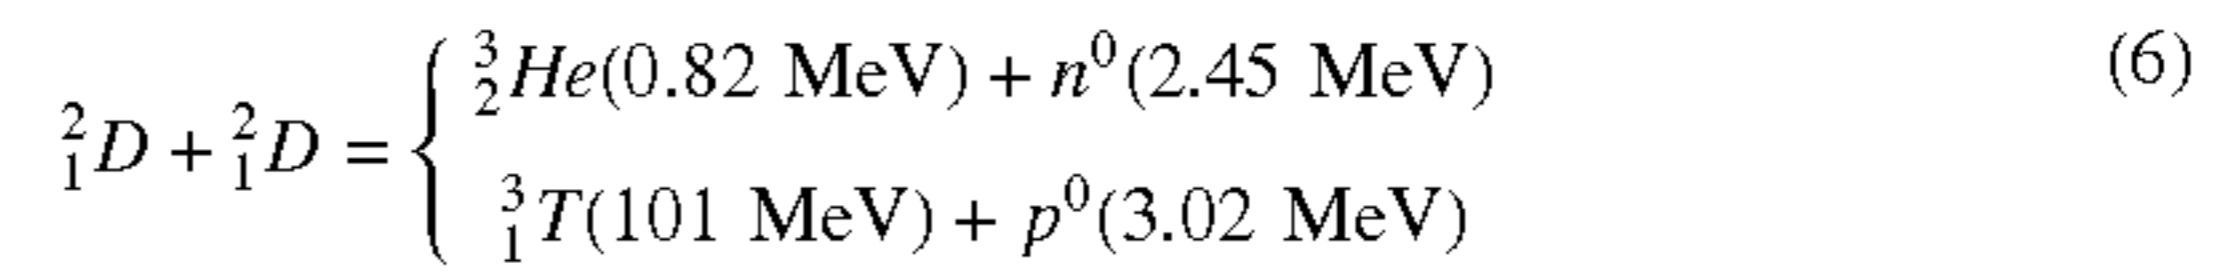 ³₂He(0.82 MeV) + n⁰(2.45 MeV) (6)
²₁D + ²₁D = {
³₁T(101 MeV) + p⁰(3.02 MeV)